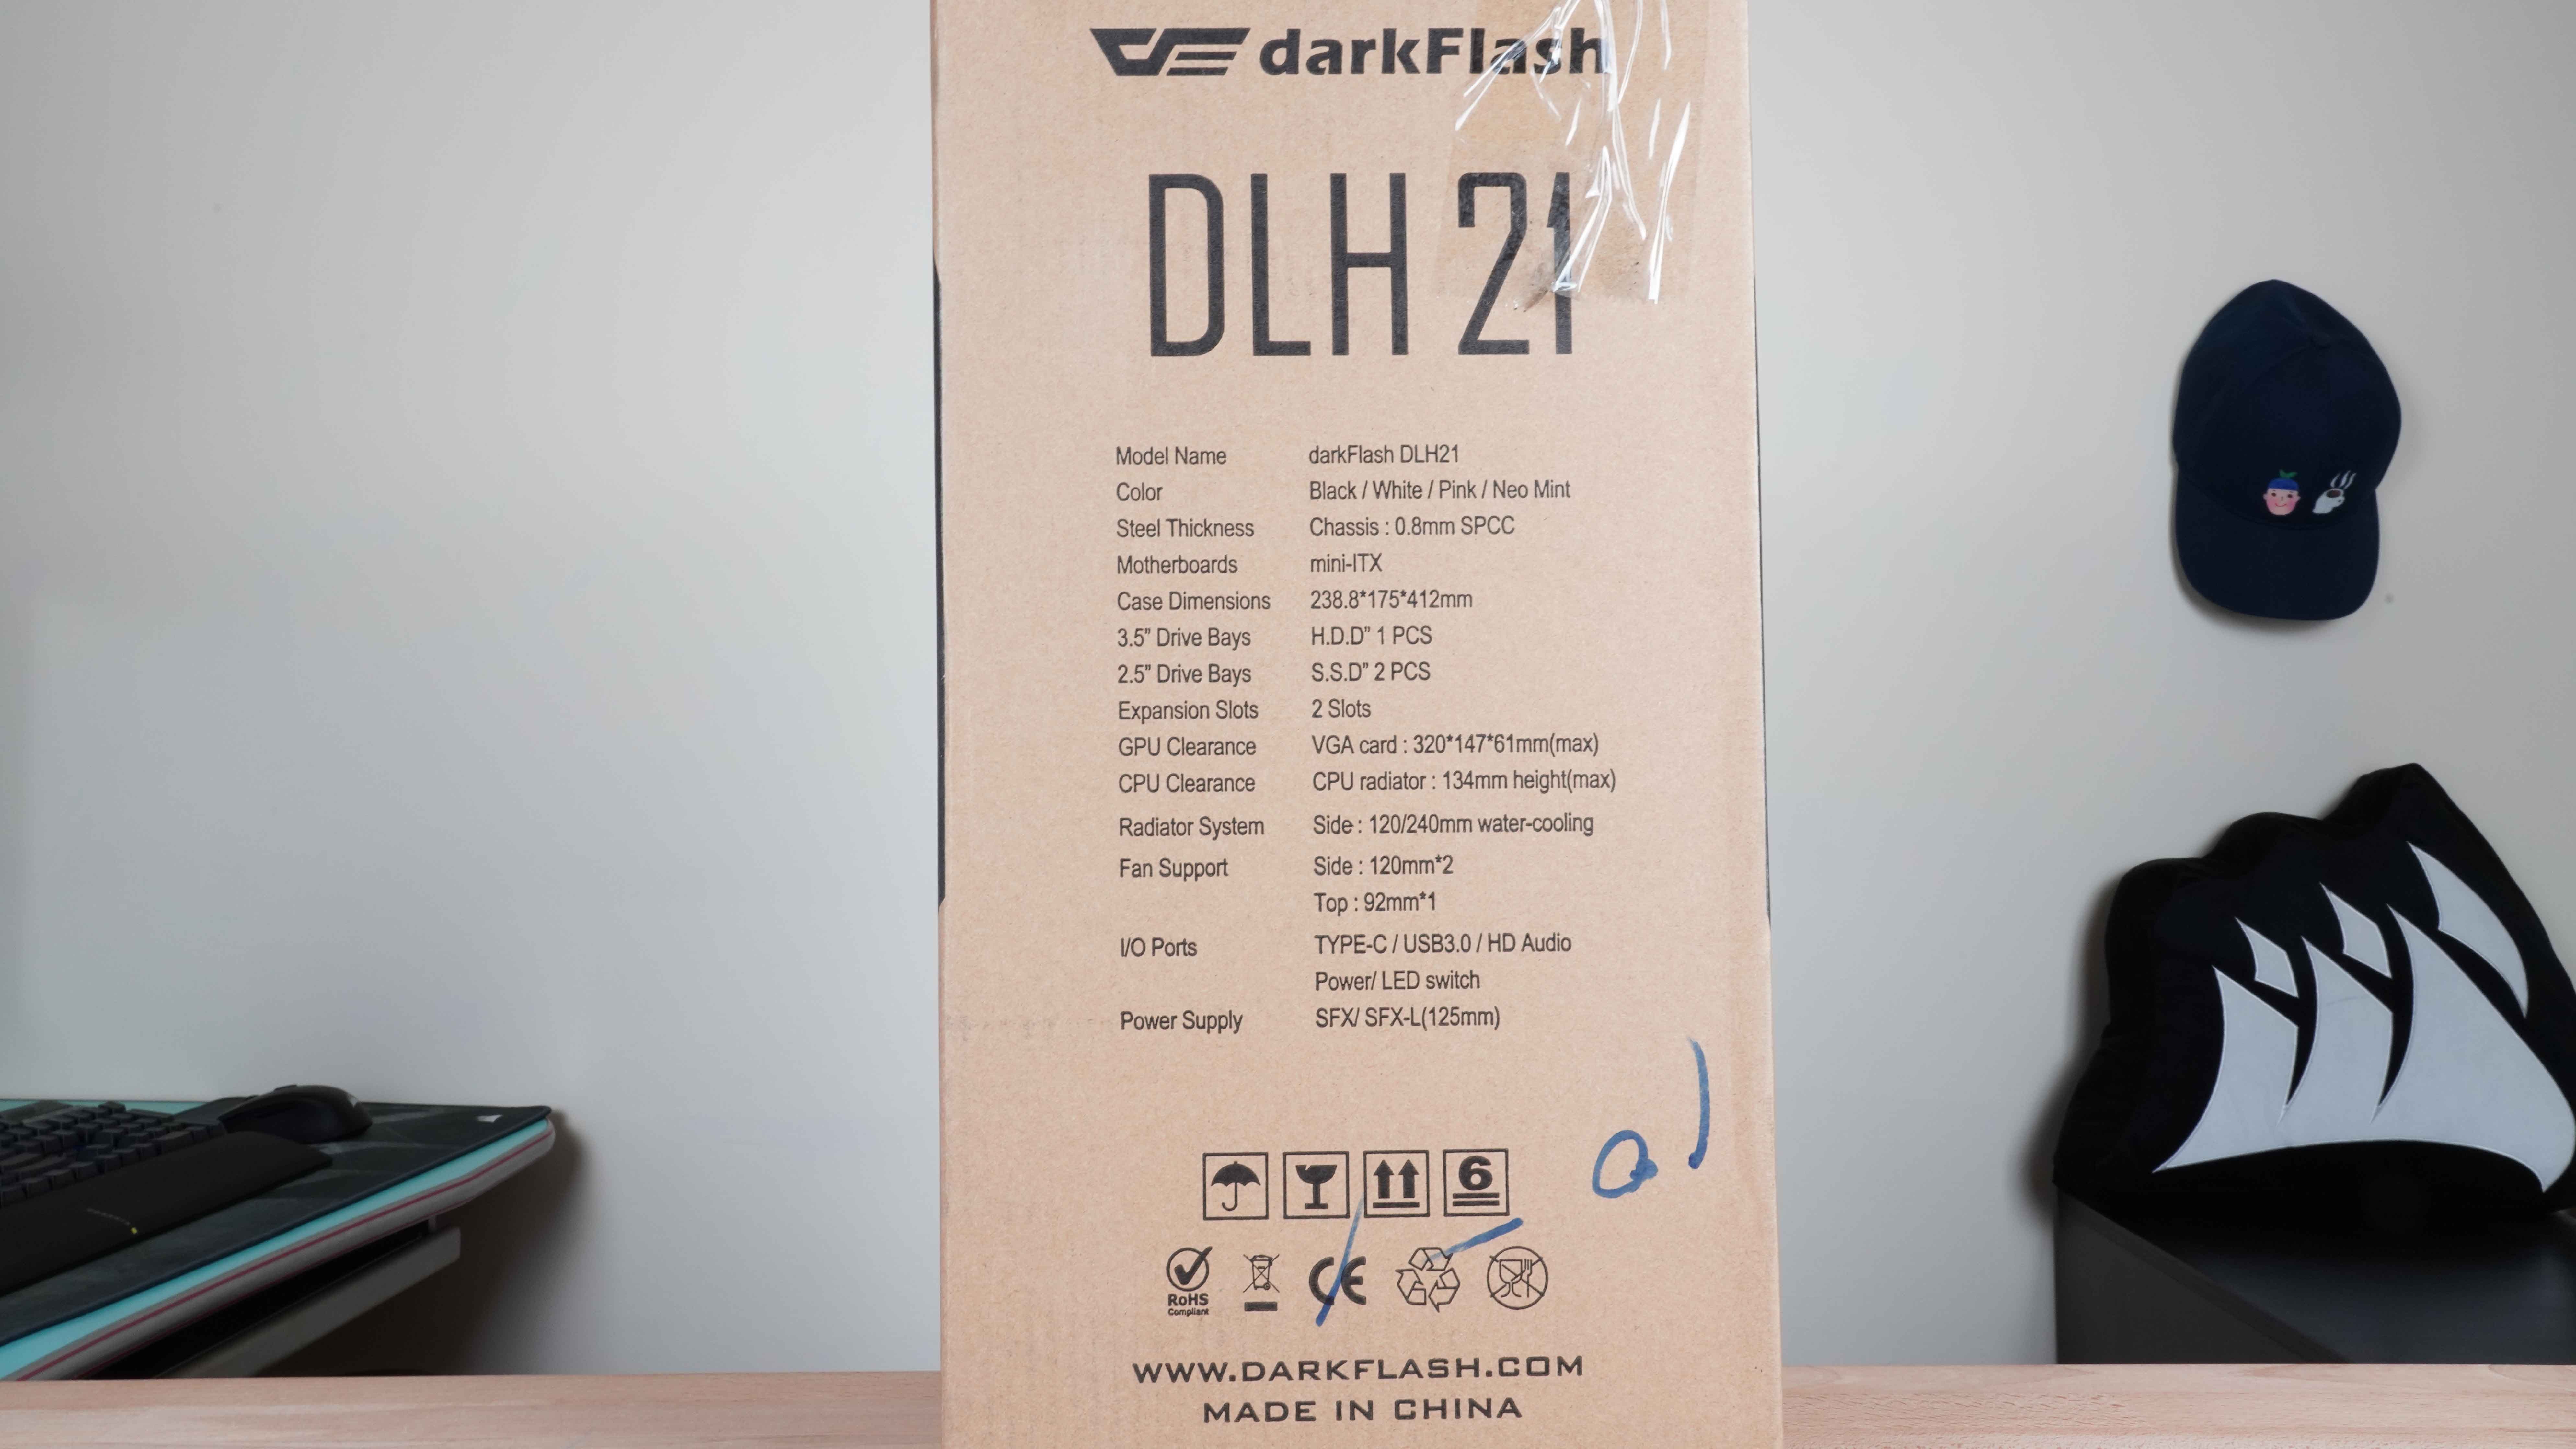 darkFlash
DLH 21
Model Name darkFlash DLH21
Color Black / White / Pink / Neo Mint
Steel Thickness Chassis : 0.8mm SPCC
Motherboards mini-ITX
Case Dimensions 238.8*175*412mm
3.5” Drive Bays H.D.D” 1 PCS
2.5” Drive Bays S.S.D” 2 PCS
Expansion Slots 2 Slots
GPU Clearance VGA card : 320*147*61mm(max)
CPU Clearance CPU radiator : 134mm height(max)
Radiator System Side : 120/240mm water-cooling
Fan Support Side : 120mm*2
Top : 92mm*1
I/O Ports TYPE-C / USB3.0 / HD Audio
Power/ LED switch
Power Supply SFX/ SFX-L(125mm)
6
RoHS
Compliant
CE
WWW.DARKFLASH.COM
MADE IN CHINA